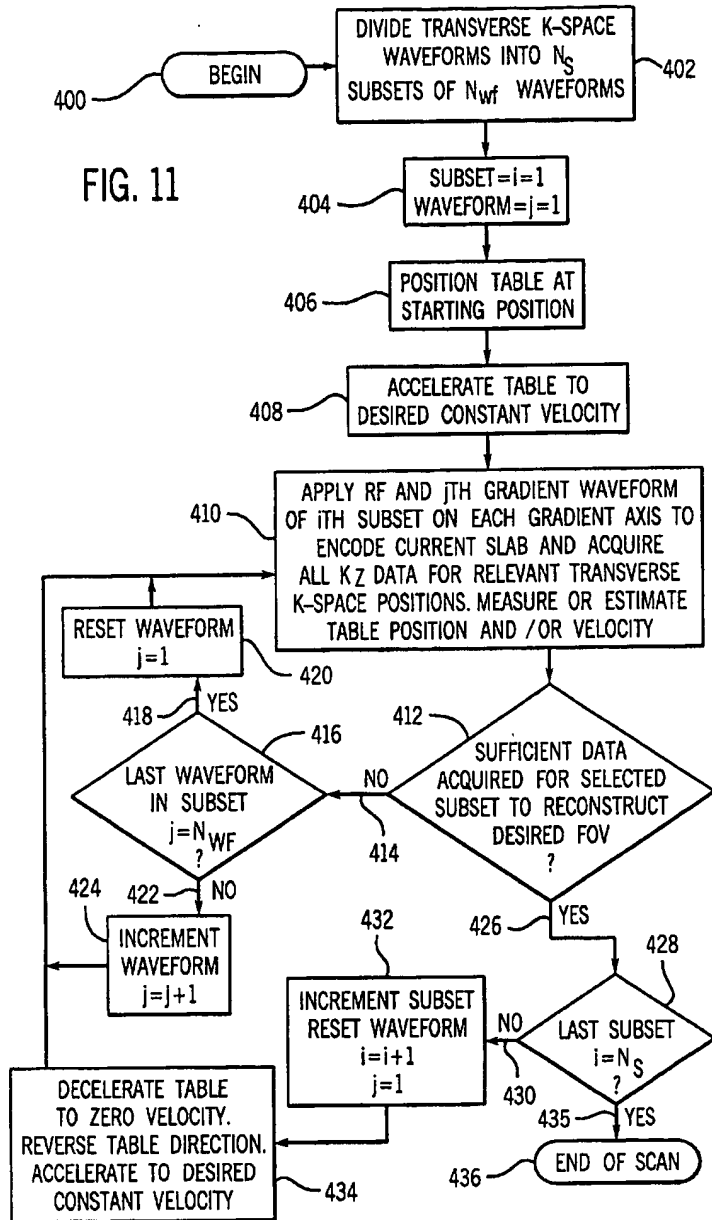 400
BEGIN
DIVIDE TRANSVERSE K-SPACE
WAVEFORMS INTO NS
SUBSETS OF Nwf WAVEFORMS
402
FIG. 11
404
SUBSET=i=1
WAVEFORM=j=1
406
POSITION TABLE AT
STARTING POSITION
408
ACCELERATE TABLE TO
DESIRED CONSTANT VELOCITY
410
APPLY RF AND jTH GRADIENT WAVEFORM
OF iTH SUBSET ON EACH GRADIENT AXIS TO
ENCODE CURRENT SLAB AND ACQUIRE
ALL KZ DATA FOR RELEVANT TRANSVERSE
K-SPACE POSITIONS. MEASURE OR ESTIMATE
TABLE POSITION AND /OR VELOCITY
RESET WAVEFORM
j=1
420
418
YES
416
LAST WAVEFORM
IN SUBSET
j=NWF
?
NO
414
412
SUFFICIENT DATA
ACQUIRED FOR SELECTED
SUBSET TO RECONSTRUCT
DESIRED FOV
?
422
NO
424
INCREMENT
WAVEFORM
j=j+1
426
YES
428
LAST SUBSET
i=NS
?
NO
430
432
INCREMENT SUBSET
RESET WAVEFORM
i=i+1
j=1
DECELERATE TABLE
TO ZERO VELOCITY.
REVERSE TABLE DIRECTION.
ACCELERATE TO DESIRED
CONSTANT VELOCITY
434
435
YES
436
END OF SCAN